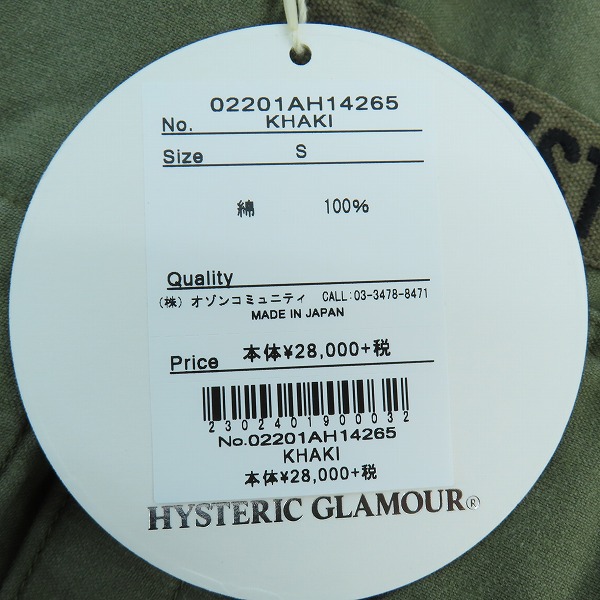 02201AH14265
No. KHAKI
Size S
綿 100%
Quality
(株) オゾンコミュニティ CALL:03-3478-8471
MADE IN JAPAN
Price 本体¥28,000+税
2302401900032
No.02201AH14265
KHAKI
本体¥28,000+税
HYSTERIC GLAMOUR®